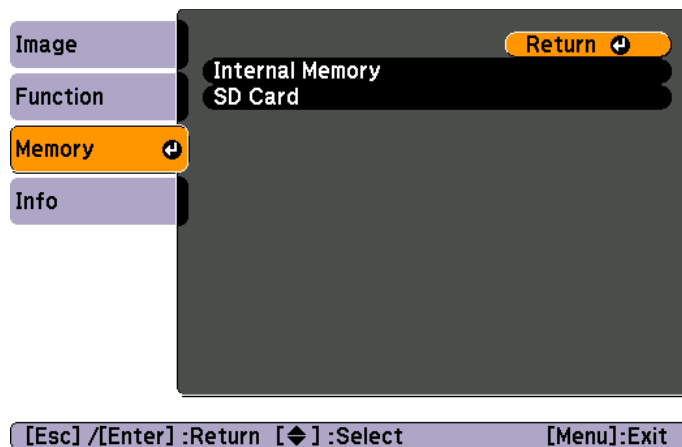 Image
Function
Memory
Info
Return
Internal Memory
SD Card
[Esc] /[Enter] :Return [◆] :Select [Menu]:Exit